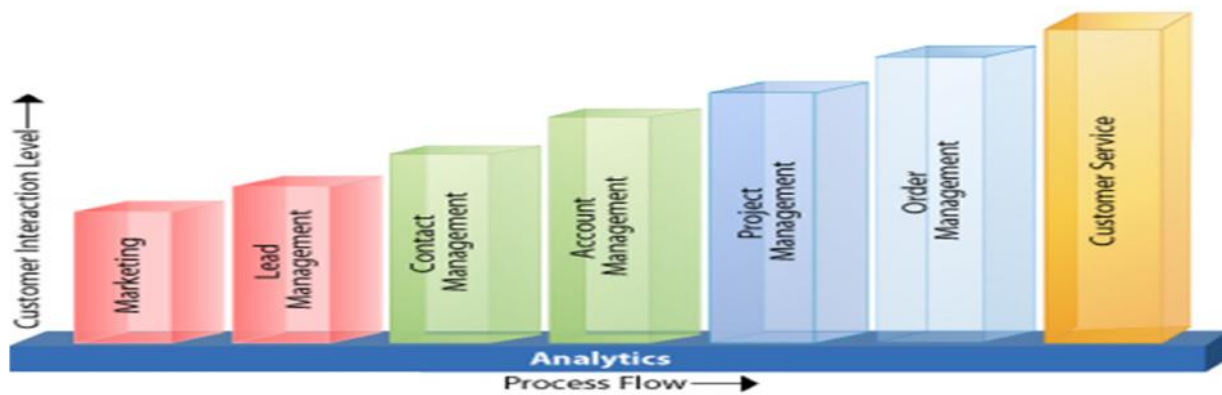 Customer Interaction Level
Marketing
Lead
Management
Contact
Management
Account
Management
Project
Management
Order
Management
Customer Service
Analytics
Process Flow